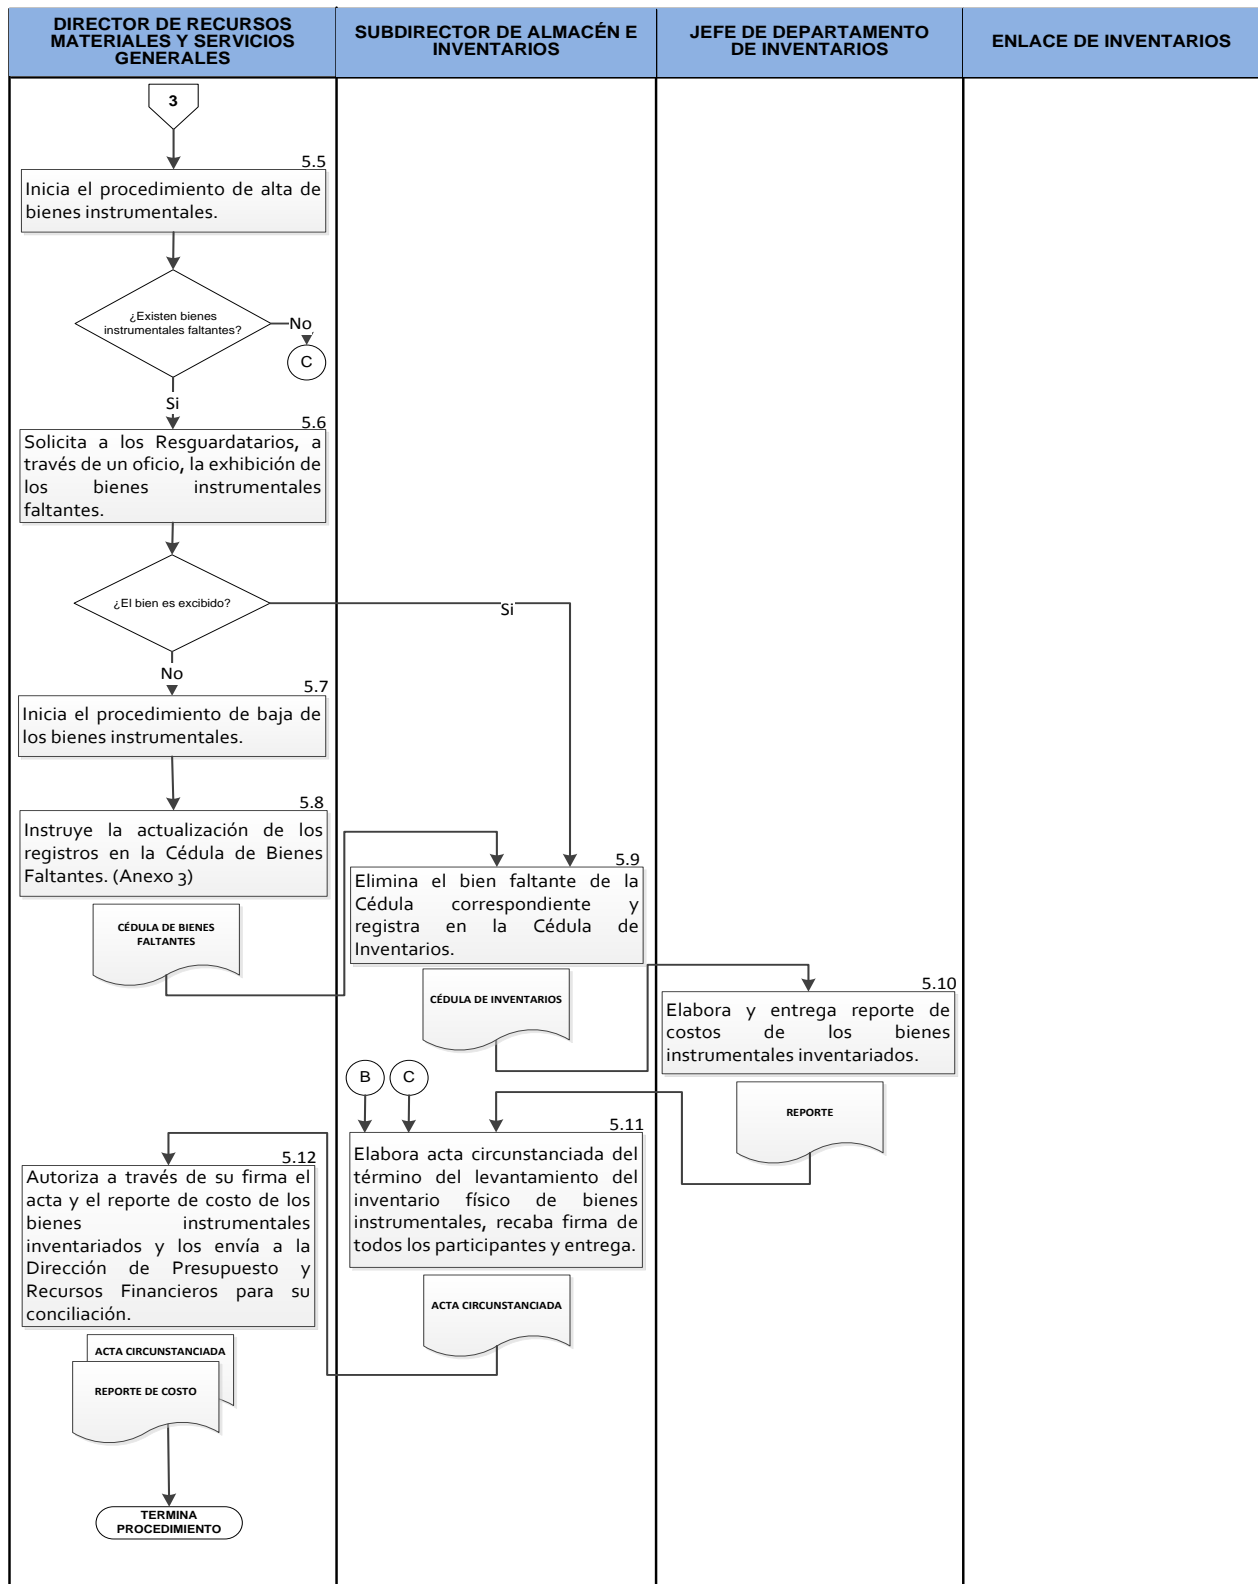 DIRECTOR DE RECURSOS
MATERIALES Y SERVICIOS
GENERALES
SUBDIRECTOR DE ALMACÉN E
INVENTARIOS
JEFE DE DEPARTAMENTO
DE INVENTARIOS
ENLACE DE INVENTARIOS
3
5.5
Inicia el procedimiento de alta de
bienes instrumentales.
¿Existen bienes
instrumentales faltantes?
No
C
Si
5.6
Solicita a los Resguardatarios, a
través de un oficio, la exhibición de
los bienes instrumentales
faltantes.
¿El bien es excibido?
Si
No
5.7
Inicia el procedimiento de baja de
los bienes instrumentales.
5.8
Instruye la actualización de los
registros en la Cédula de Bienes
Faltantes. (Anexo 3)
CÉDULA DE BIENES
FALTANTES
5.9
Elimina el bien faltante de la
Cédula correspondiente y
registra en la Cédula de
Inventarios.
CÉDULA DE INVENTARIOS
5.10
Elabora y entrega reporte de
costos de los bienes
instrumentales inventariados.
REPORTE
B
C
5.11
Elabora acta circunstanciada del
término del levantamiento del
inventario físico de bienes
instrumentales, recaba firma de
todos los participantes y entrega.
ACTA CIRCUNSTANCIADA
5.12
Autoriza a través de su firma el
acta y el reporte de costo de los
bienes instrumentales
inventariados y los envía a la
Dirección de Presupuesto y
Recursos Financieros para su
conciliación.
ACTA CIRCUNSTANCIADA
REPORTE DE COSTO
TERMINA
PROCEDIMIENTO